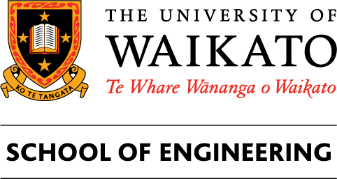 THE UNIVERSITY OF
WAIKATO
Te Whare Wānanga o Waikato
KO TE TANGATA
SCHOOL OF ENGINEERING